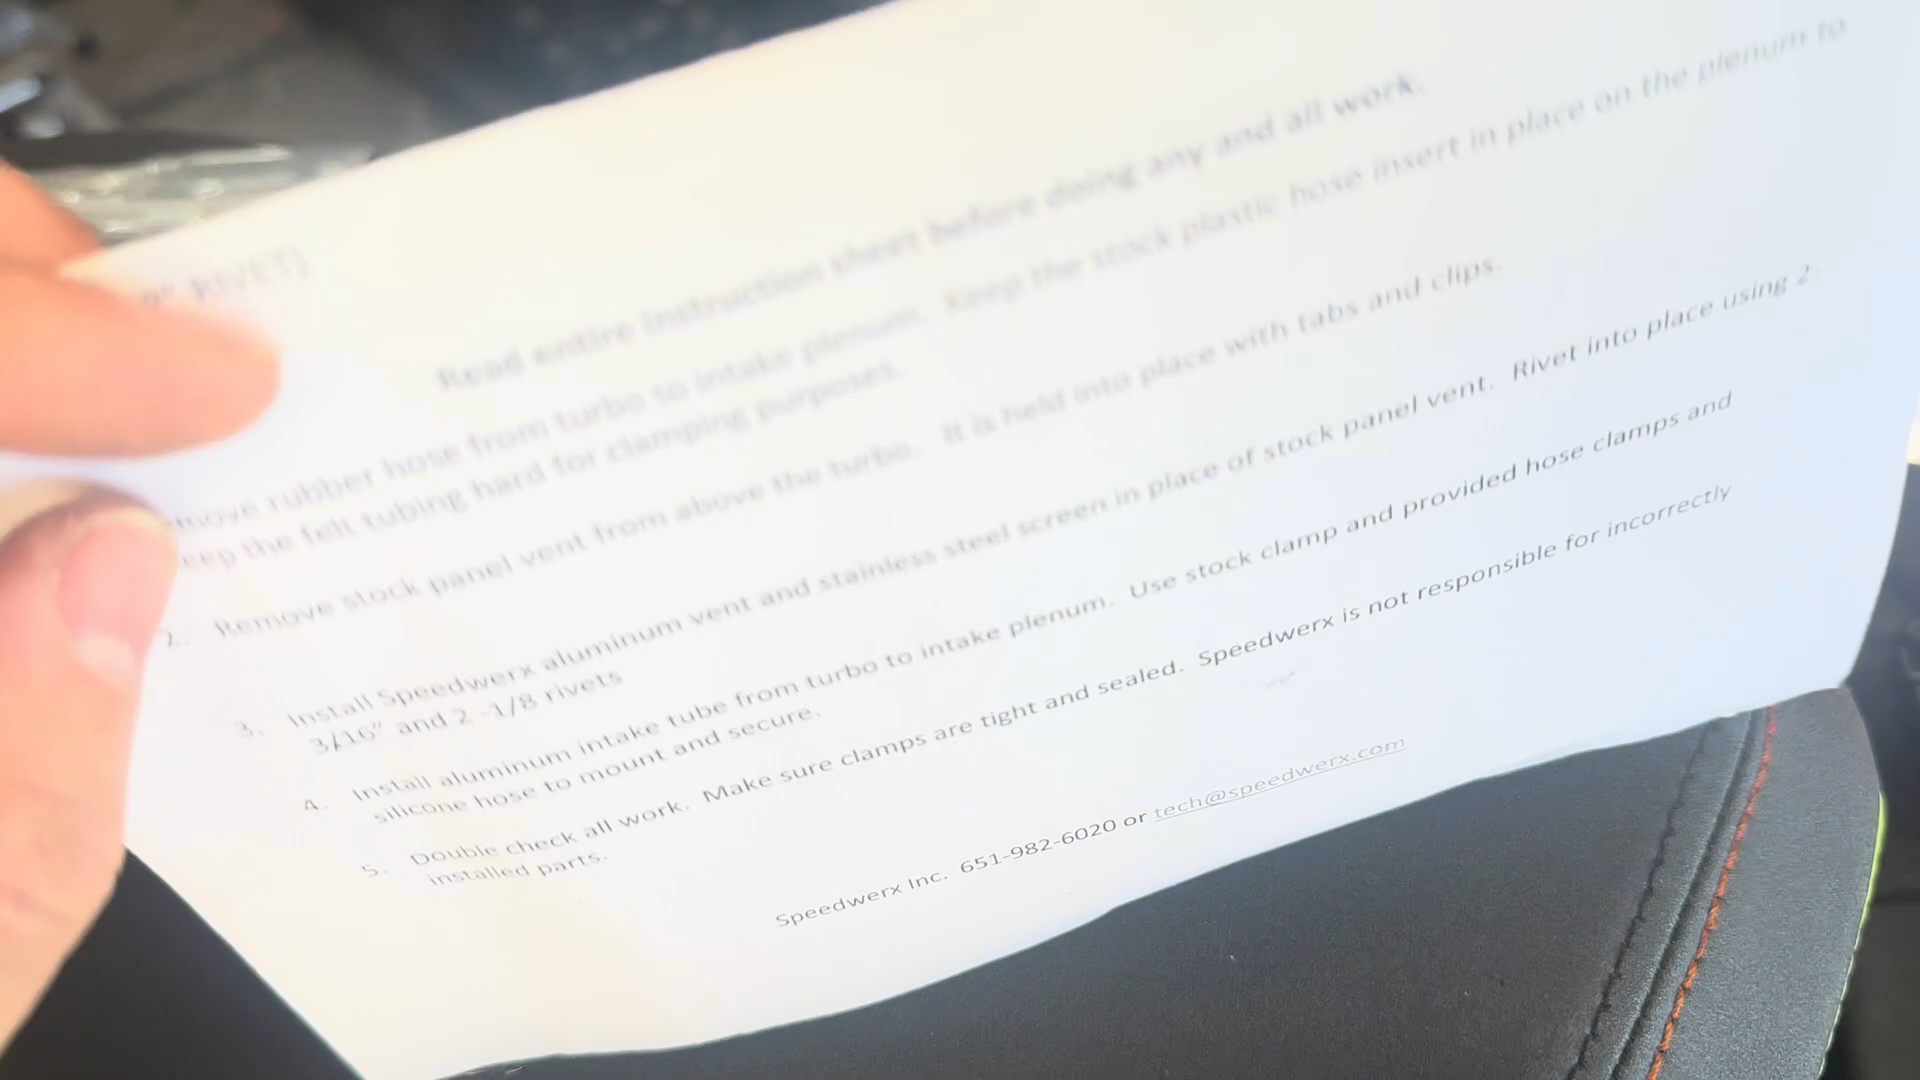 RIVET)
Read entire instruction sheet before doing any and all work.
move rubber hose from turbo to intake plenum. Keep the stock plastic hose insert in place on the plenum to
eep the felt tubing hard for clamping purposes.
2. Remove stock panel vent from above the turbo. It is held into place with tabs and clips.
3. Install Speedwerx aluminum vent and stainless steel screen in place of stock panel vent. Rivet into place using 2
3/16" and 2 -1/8 rivets
4. Install aluminum intake tube from turbo to intake plenum. Use stock clamp and provided hose clamps and
silicone hose to mount and secure.
5. Double check all work. Make sure clamps are tight and sealed. Speedwerx is not responsible for incorrectly
installed parts.
Speedwerx Inc. 651-982-6020 or tech@speedwerx.com